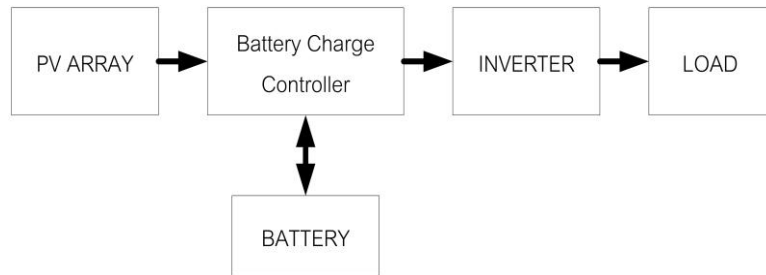 PV ARRAY
Battery Charge
Controller
INVERTER
LOAD
BATTERY